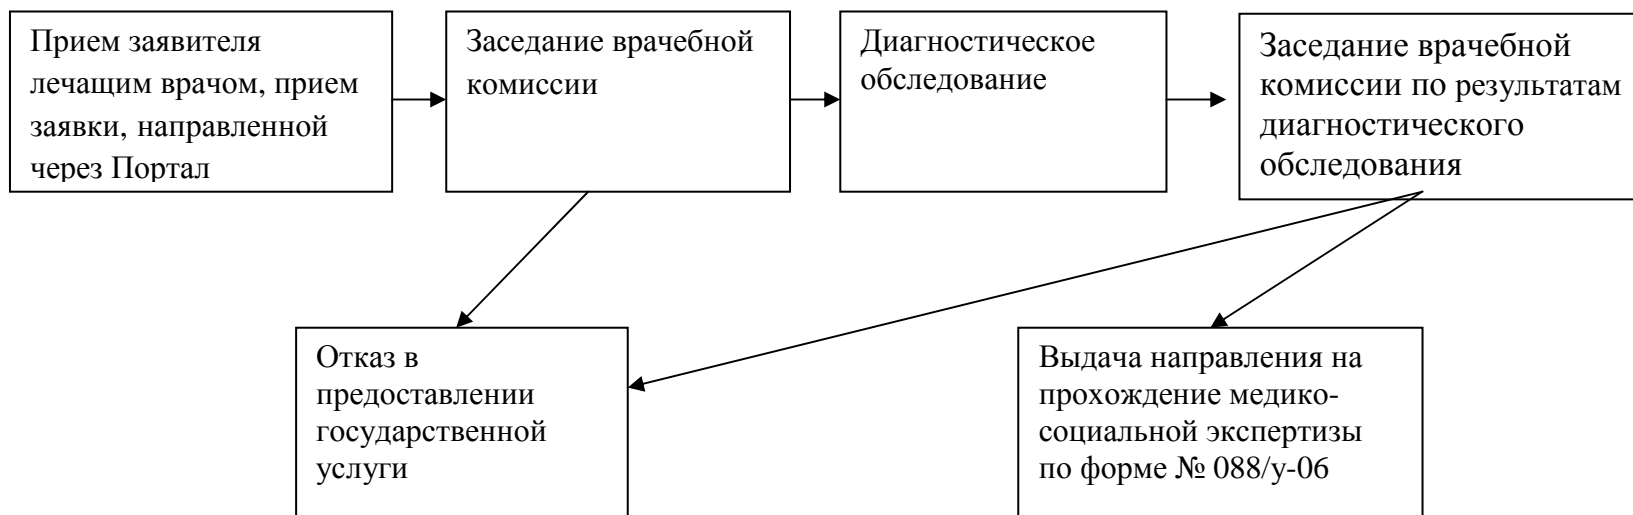 Прием заявителя
лечащим врачом, прием
заявки, направленной
через Портал
Заседание врачебной
комиссии
Диагностическое
обследование
Заседание врачебной
комиссии по результатам
диагностического
обследования
Отказ в
предоставлении
государственной
услуги
Выдача направления на
прохождение медико-
социальной экспертизы
по форме № 088/у-06